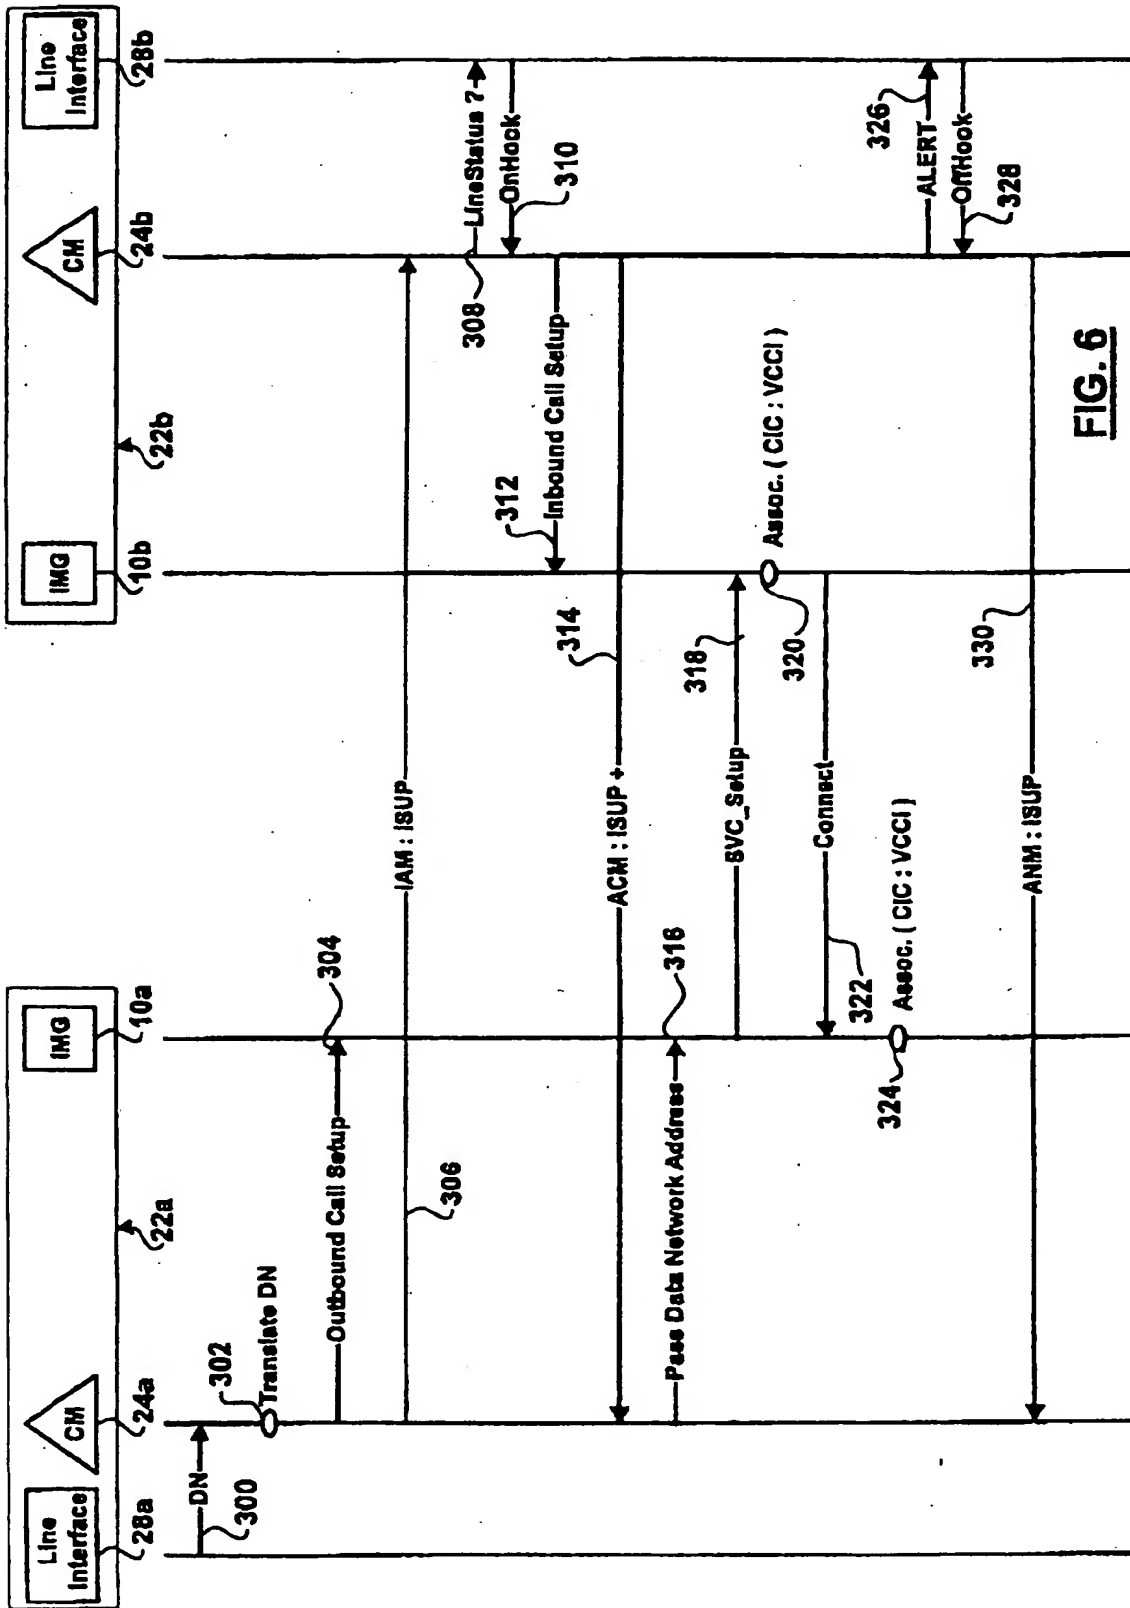 Line
Interface
28a
CM
24a
22a
IMG
10a
IMG
10b
22b
CM
24b
Line
Interface
28b
DN
300
302
Translate DN
Outbound Call Setup
304
IAM : ISUP
306
LineStatus ?
308
OnHook
310
Inbound Call Setup
312
ACM : ISUP +
314
Pass Data Network Address
316
SVC_Setup
318
Assoc. ( CIC : VCCI )
320
Connect
322
Assoc. ( CIC : VCCI )
324
ALERT
326
OffHook
328
ANM : ISUP
330
FIG. 6